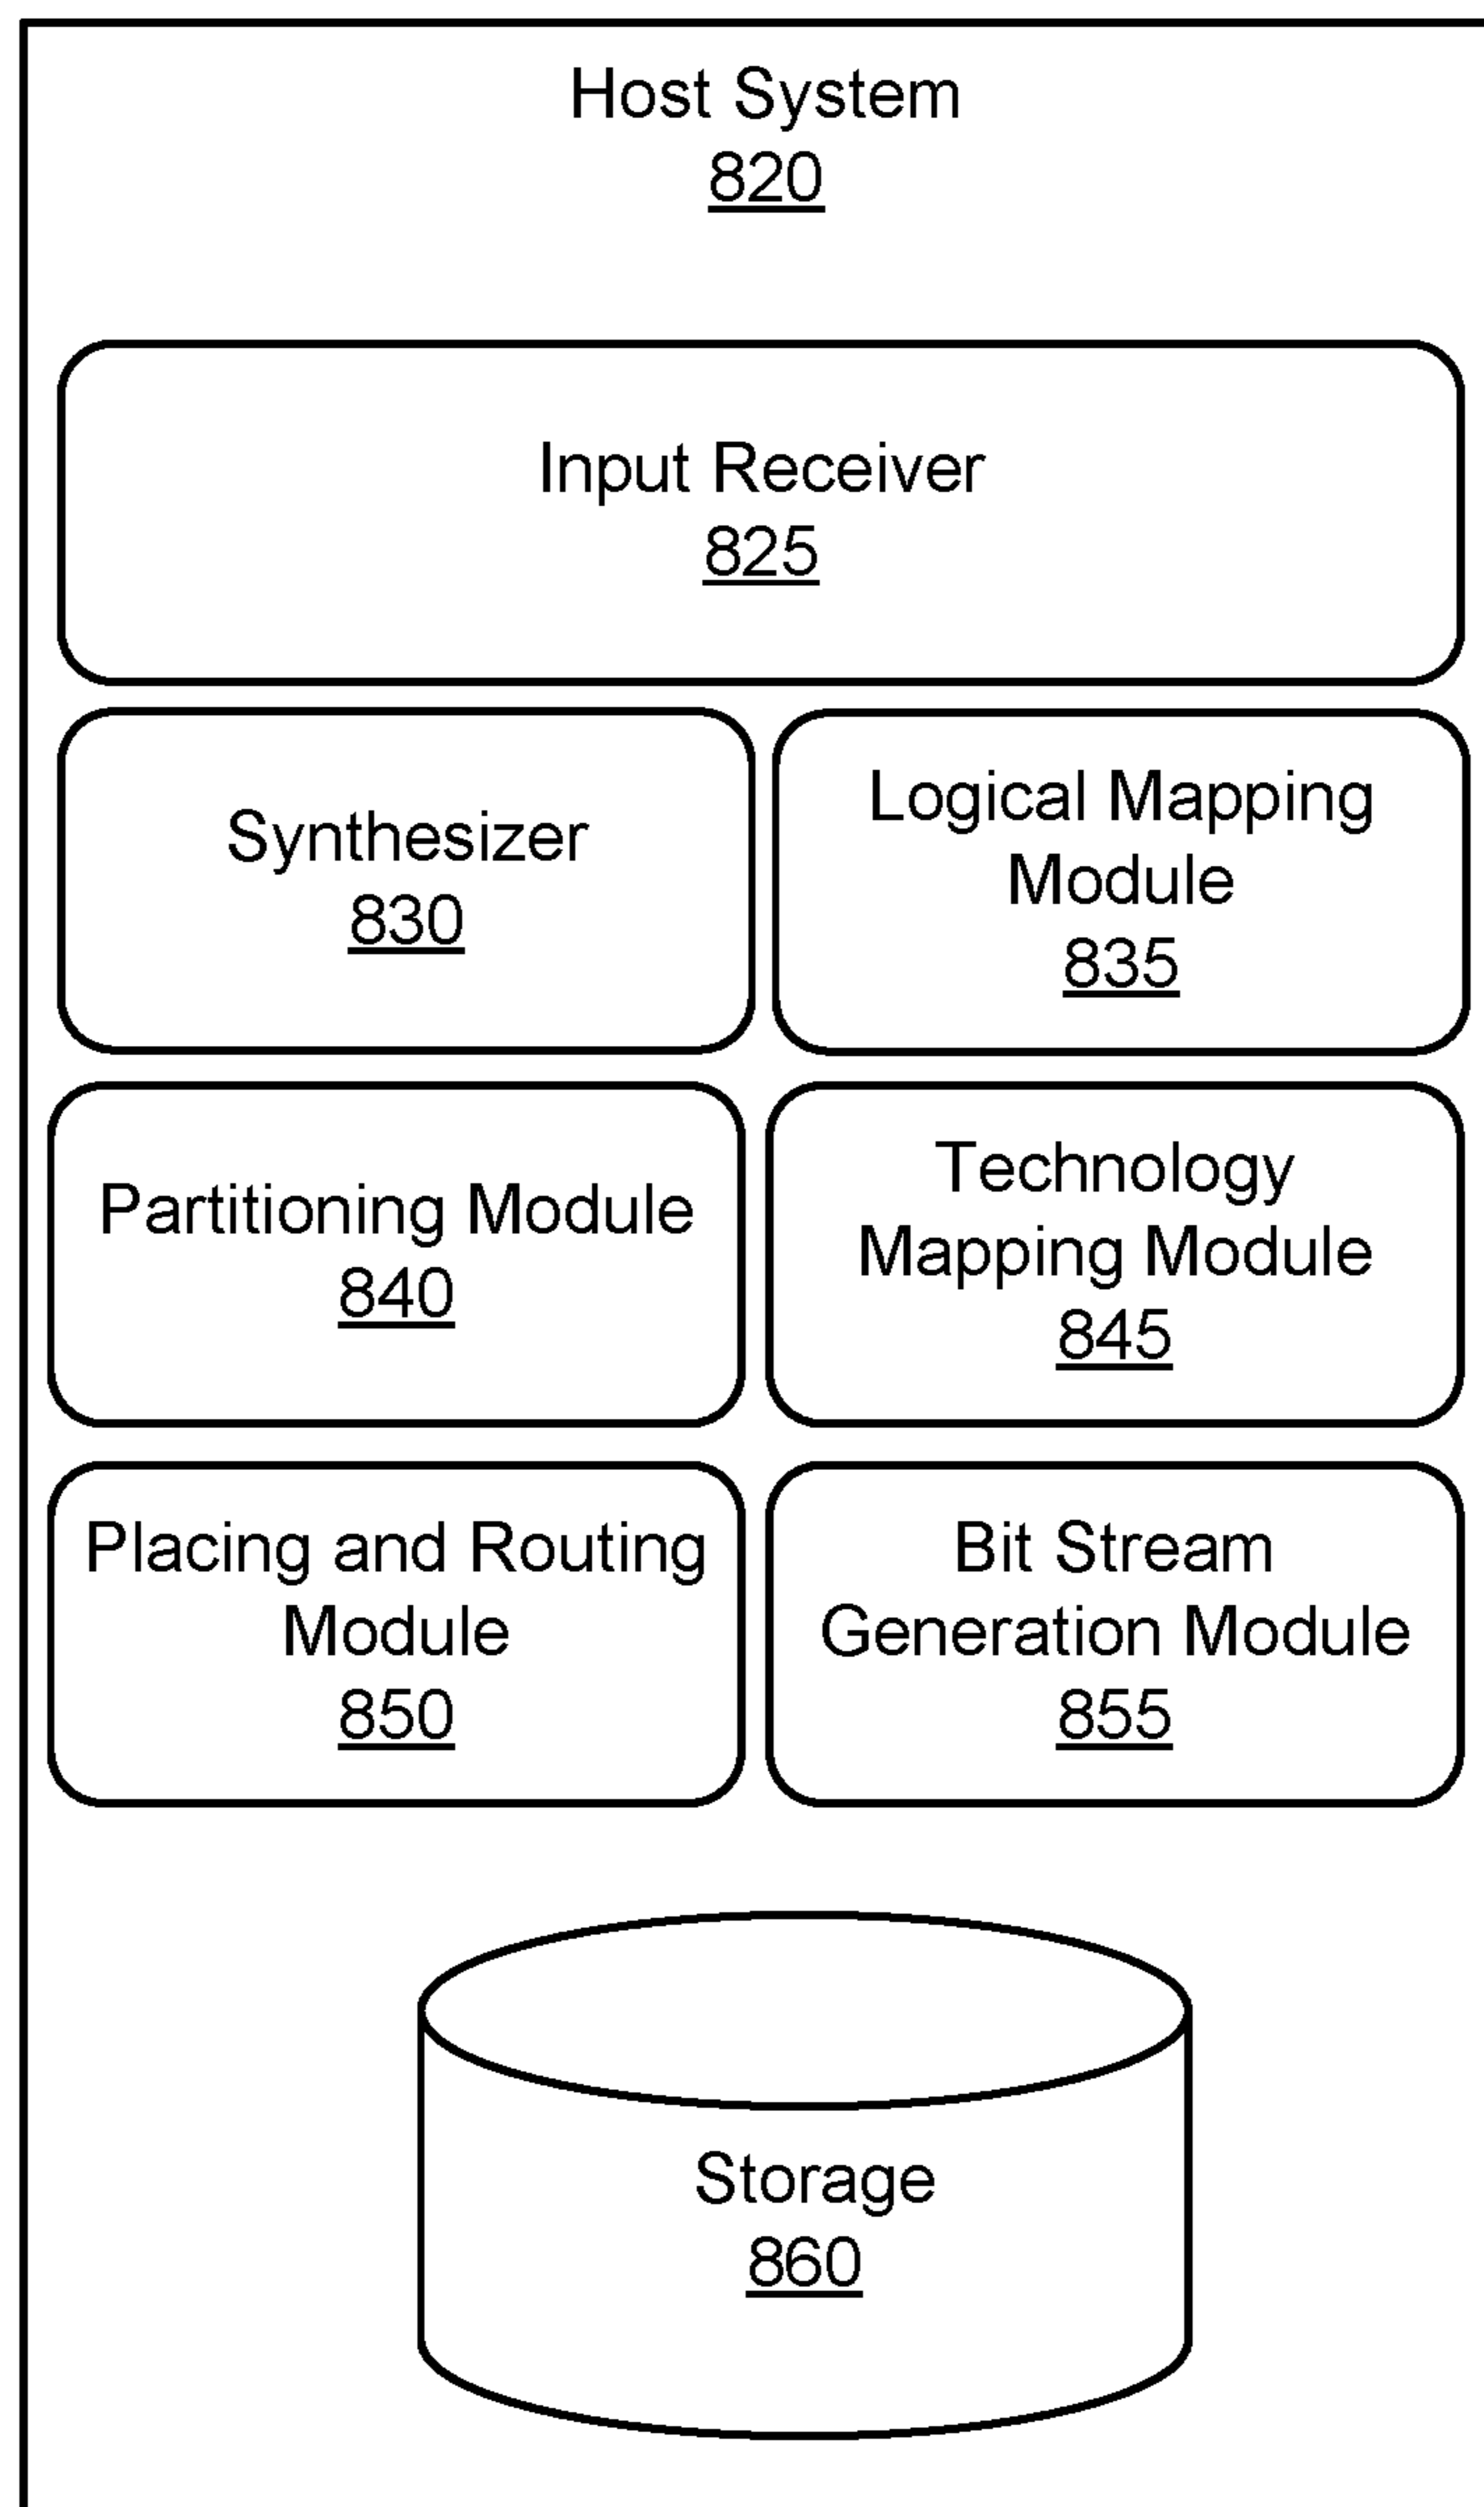 Host System
820
Input Receiver
825
Synthesizer
830
Logical Mapping
Module
835
Partitioning Module
840
Technology
Mapping Module
845
Placing and Routing
Module
850
Bit Stream
Generation Module
855
Storage
860